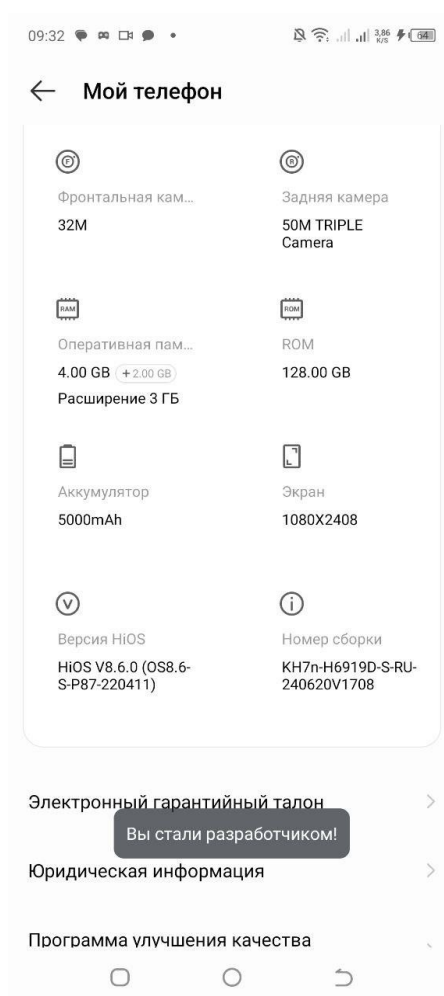 09:32
3,86
K/S
64
Мой телефон
Фронтальная кам...
Задняя камера
32M
50M TRIPLE
Camera
RAM
ROM
Оперативная пам...
ROM
4.00 GB +2.00 GB
128.00 GB
Расширение 3 ГБ
Аккумулятор
Экран
5000mAh
1080X2408
Версия HiOS
Номер сборки
HiOS V8.6.0 (OS8.6-
S-P87-220411)
KH7n-H6919D-S-RU-
240620V1708
Электронный гарантийный талон
Вы стали разработчиком!
Юридическая информация
Программа улучшения качества